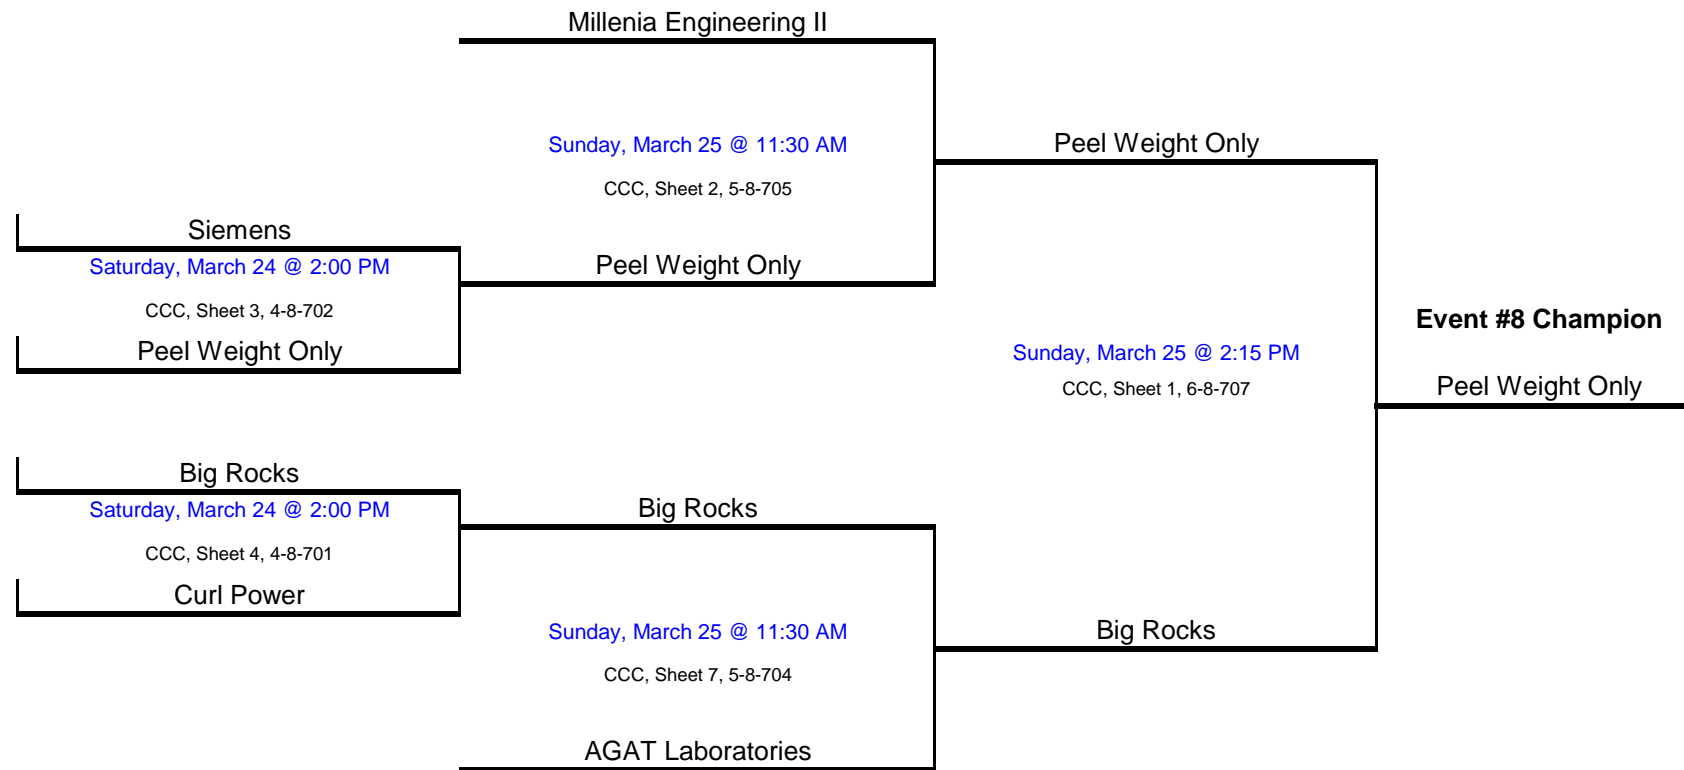 Millenia Engineering II
Sunday, March 25 @ 11:30 AM
Peel Weight Only
CCC, Sheet 2, 5-8-705
Siemens
Saturday, March 24 @ 2:00 PM
Peel Weight Only
CCC, Sheet 3, 4-8-702
Event #8 Champion
Peel Weight Only
Sunday, March 25 @ 2:15 PM
CCC, Sheet 1, 6-8-707
Peel Weight Only
Big Rocks
Saturday, March 24 @ 2:00 PM
Big Rocks
CCC, Sheet 4, 4-8-701
Curl Power
Sunday, March 25 @ 11:30 AM
Big Rocks
CCC, Sheet 7, 5-8-704
AGAT Laboratories